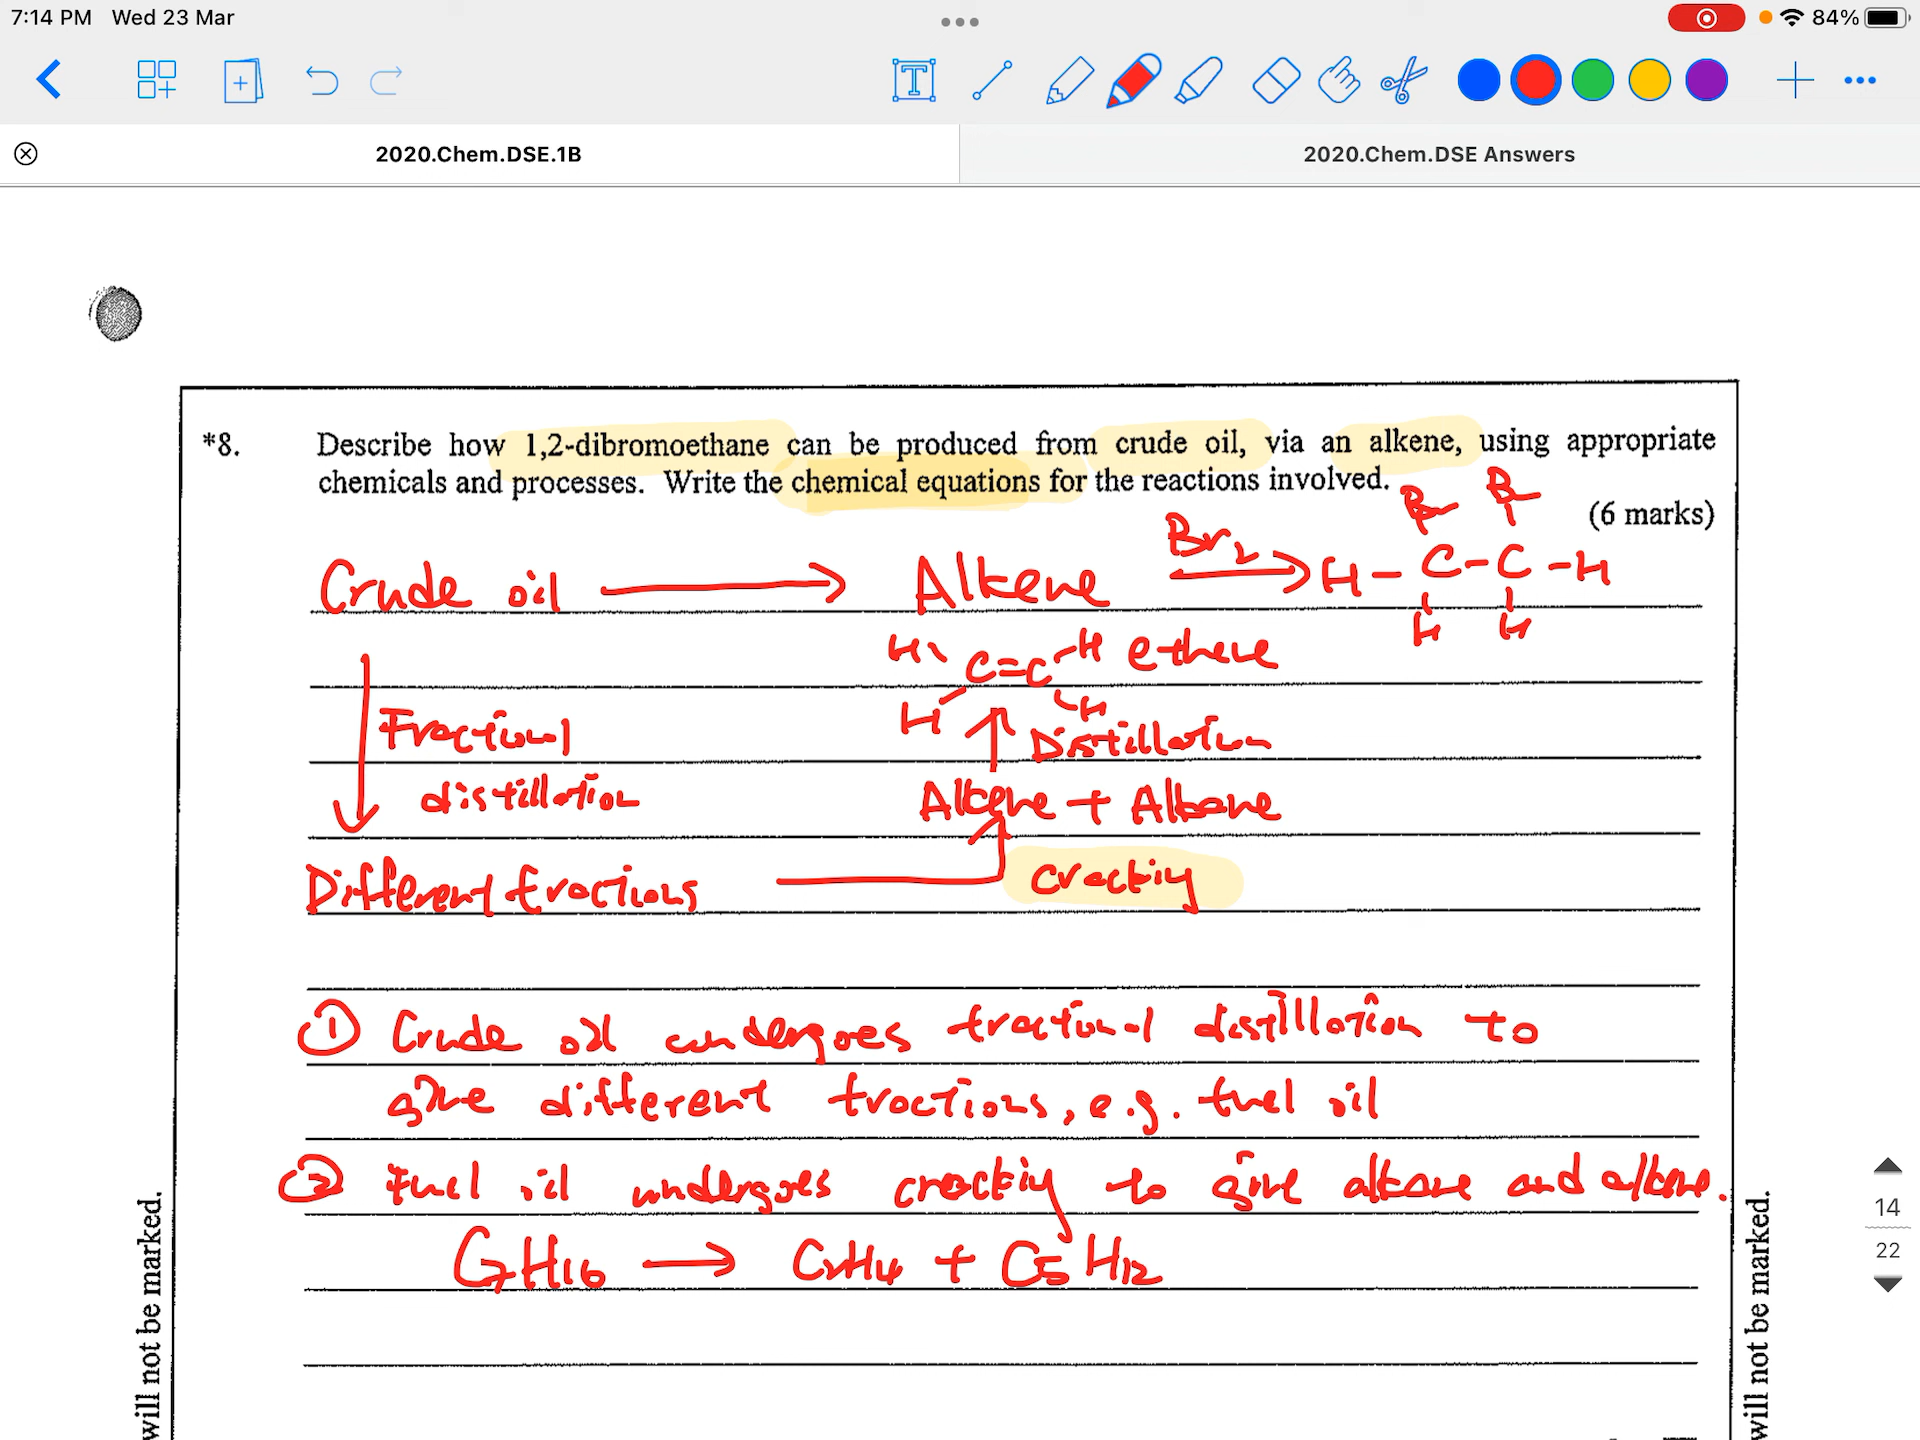 7:14 PM Wed 23 Mar
84%
2020.Chem.DSE.1B
2020.Chem.DSE Answers
*8. Describe how 1,2-dibromoethane can be produced from crude oil, via an alkene, using appropriate
chemicals and processes. Write the chemical equations for the reactions involved.
(6 marks)
Br Br
Crude oil → Alkene Br₂ → H - C - C - H
H H
H C=C H ethene
H H
Fractional
distillation
Distillation
Alkene + Alkane
Different fractions
cracking
① Crude oil undergoes fractional distillation to
give different fractions, e.g. fuel oil
② Fuel oil undergoes cracking to give alkane and alkene.
C₇H₁₆ → C₂H₄ + C₅H₁₂
14
22
will not be marked.
will not be marked.